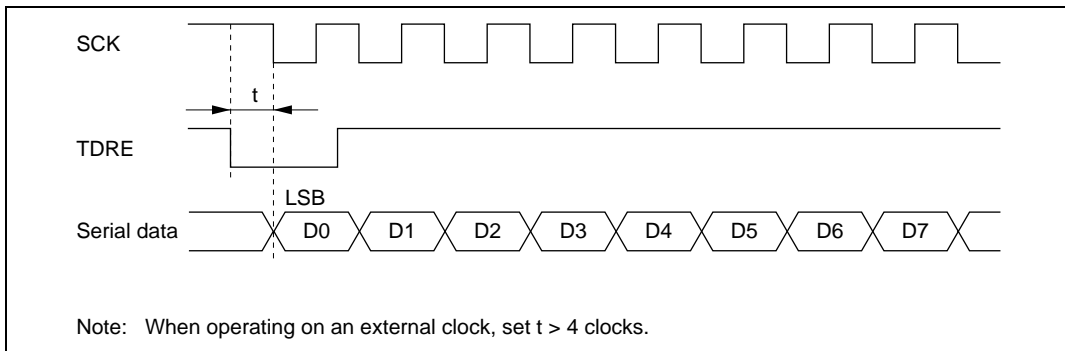 SCK
t
TDRE
LSB
Serial data D0 D1 D2 D3 D4 D5 D6 D7
Note: When operating on an external clock, set t > 4 clocks.